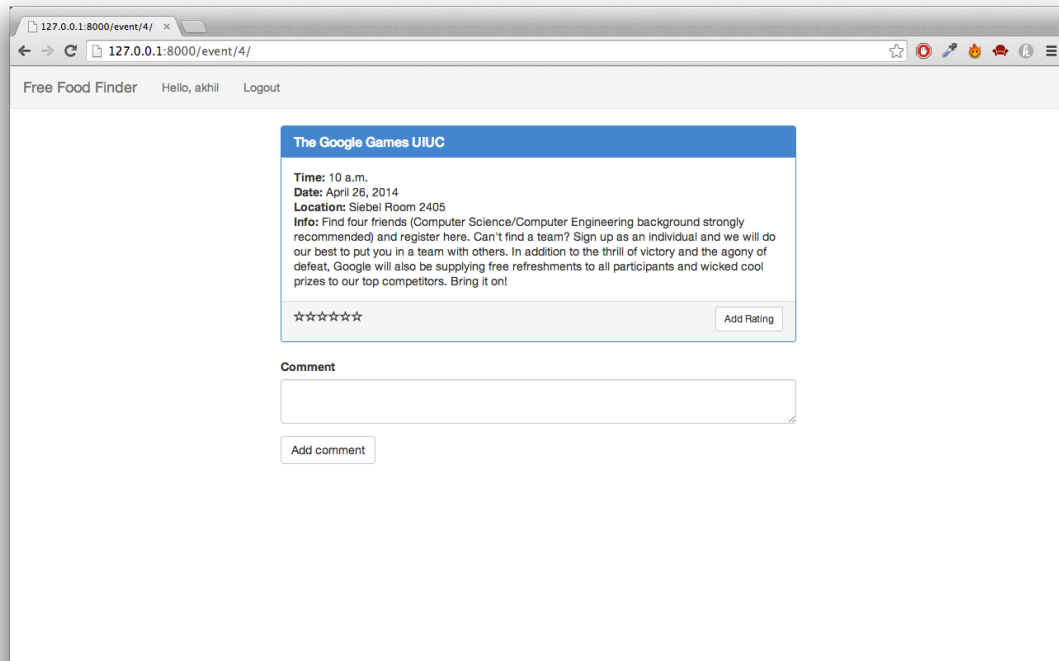 127.0.0.1:8000/event/4/
127.0.0.1:8000/event/4/
Free Food Finder Hello, akhil Logout
The Google Games UIUC
Time: 10 a.m.
Date: April 26, 2014
Location: Siebel Room 2405
Info: Find four friends (Computer Science/Computer Engineering background strongly
recommended) and register here. Can't find a team? Sign up as an individual and we will do
our best to put you in a team with others. In addition to the thrill of victory and the agony of
defeat, Google will also be supplying free refreshments to all participants and wicked cool
prizes to our top competitors. Bring it on!
Add Rating
Comment
Add comment